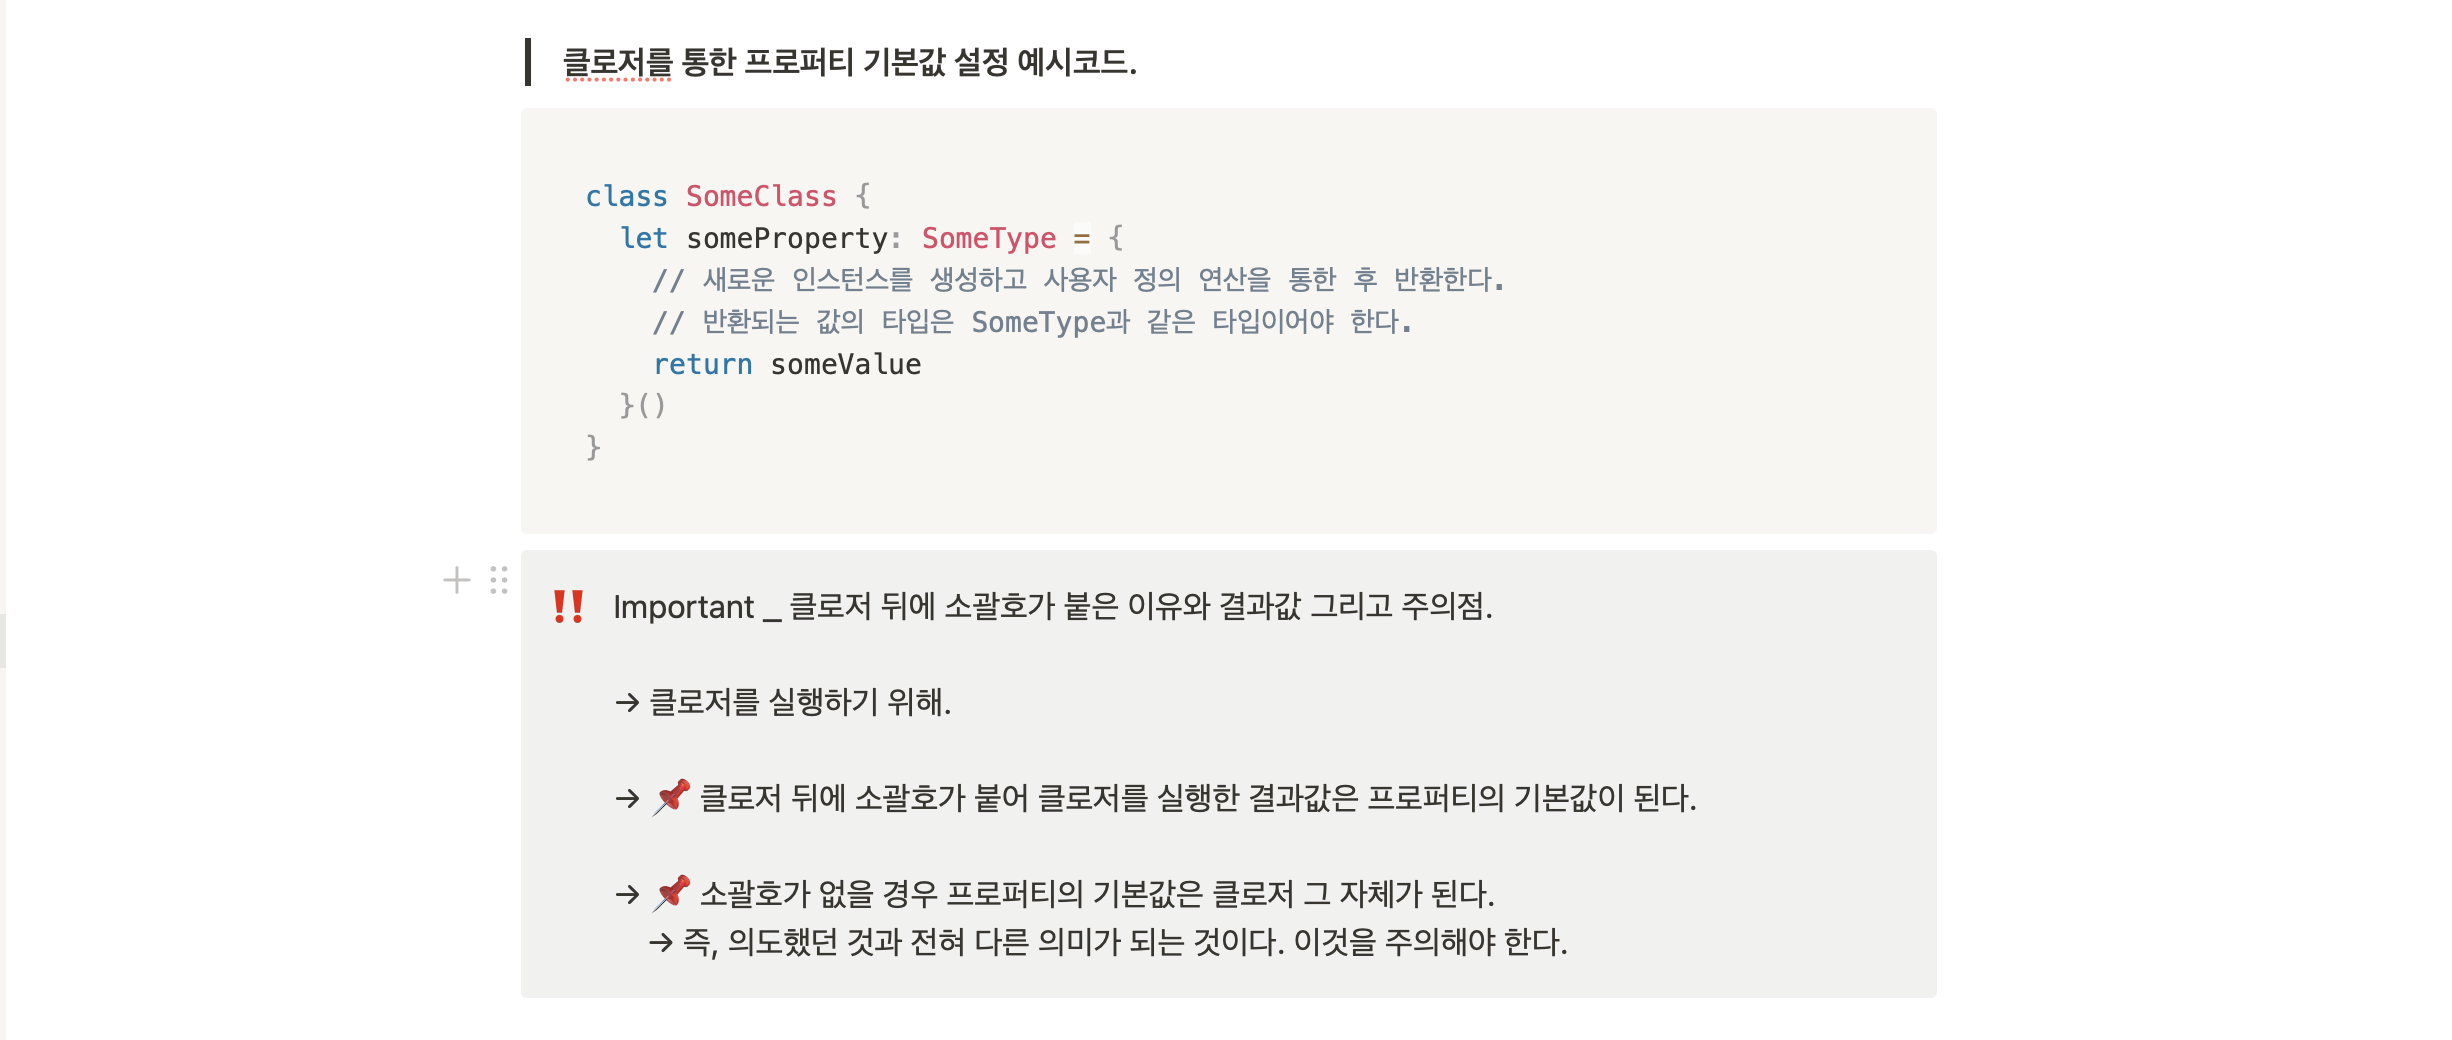 클로저를 통한 프로퍼티 기본값 설정 예시코드.
class SomeClass {
  let someProperty: SomeType = {
    // 새로운 인스턴스를 생성하고 사용자 정의 연산을 통한 후 반환한다.
    // 반환되는 값의 타입은 SomeType과 같은 타입이어야 한다.
    return someValue
  }()
}
‼️ Important _ 클로저 뒤에 소괄호가 붙은 이유와 결과값 그리고 주의점.
→ 클로저를 실행하기 위해.
→ 📌 클로저 뒤에 소괄호가 붙어 클로저를 실행한 결과값은 프로퍼티의 기본값이 된다.
→ 📌 소괄호가 없을 경우 프로퍼티의 기본값은 클로저 그 자체가 된다.
→ 즉, 의도했던 것과 전혀 다른 의미가 되는 것이다. 이것을 주의해야 한다.